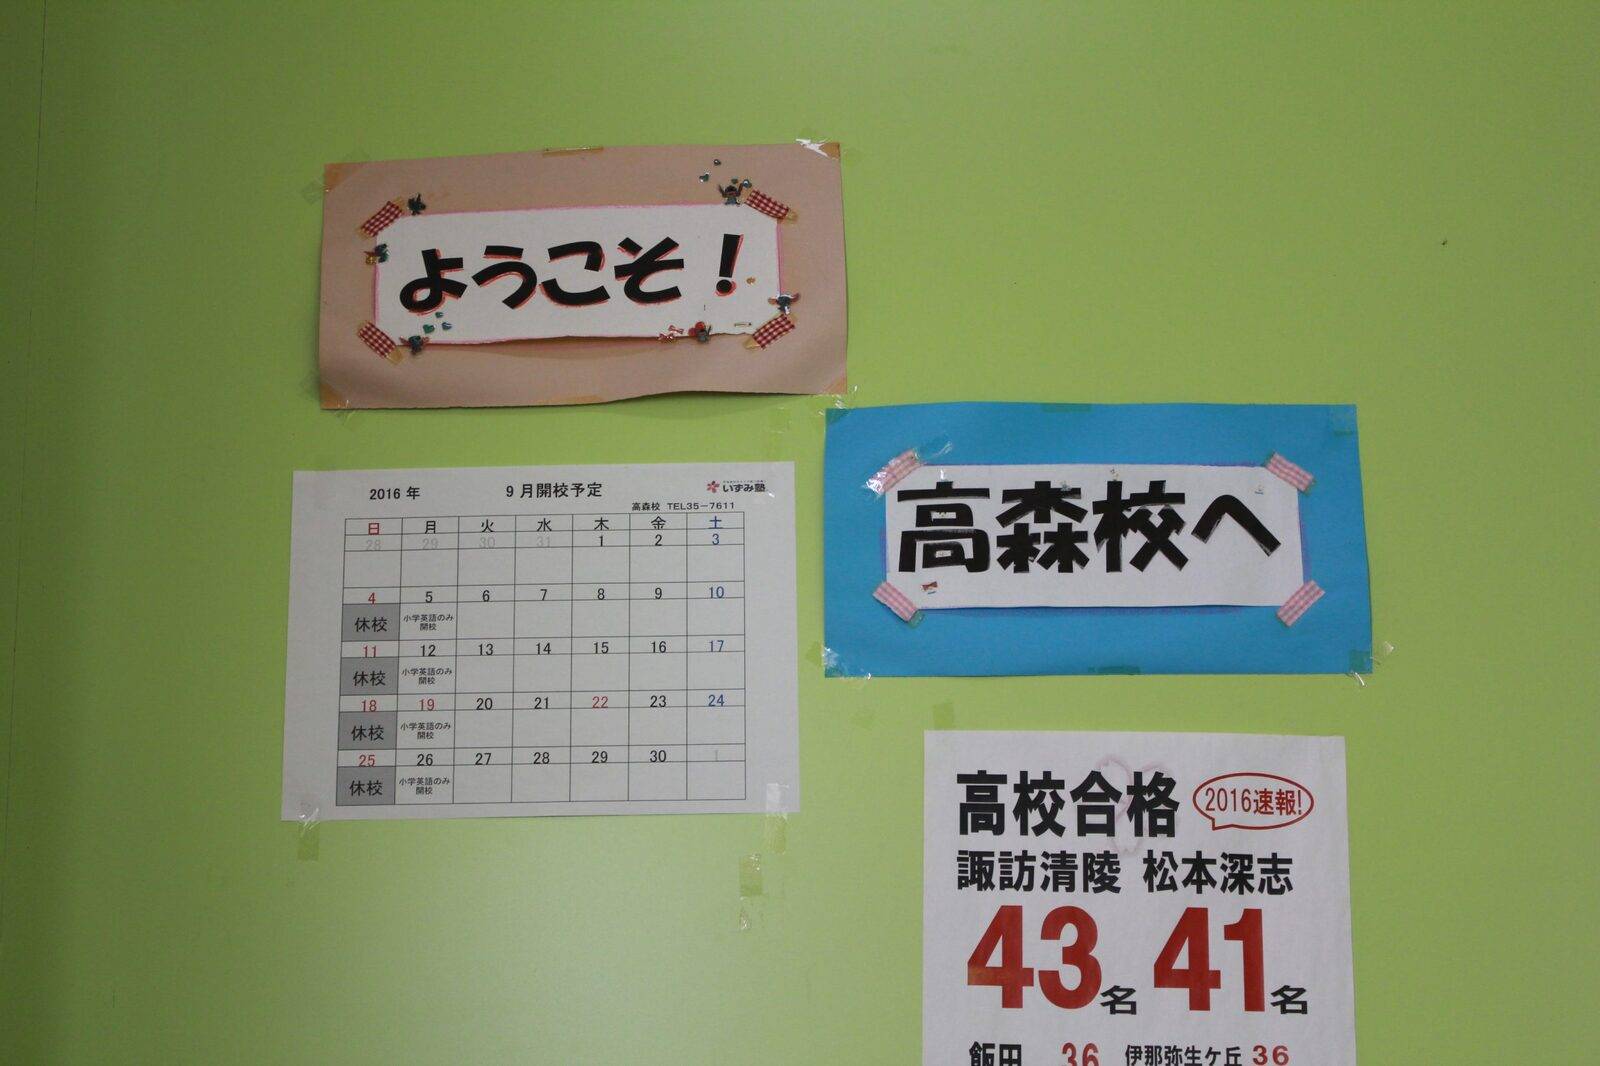 ようこそ！
高森校へ
2016 年 9 月開校予定
いずみ塾
高森校 TEL35－7611
日 月 火 水 木 金 土
28 29 30 31 1 2 3
4 5 6 7 8 9 10
休校 小学英語のみ開校
11 12 13 14 15 16 17
休校 小学英語のみ開校
18 19 20 21 22 23 24
休校 小学英語のみ開校
25 26 27 28 29 30 1
休校 小学英語のみ開校
高校合格 2016速報!
諏訪清陵 松本深志
43名 41名
飯田 36 伊那弥生ケ丘 36